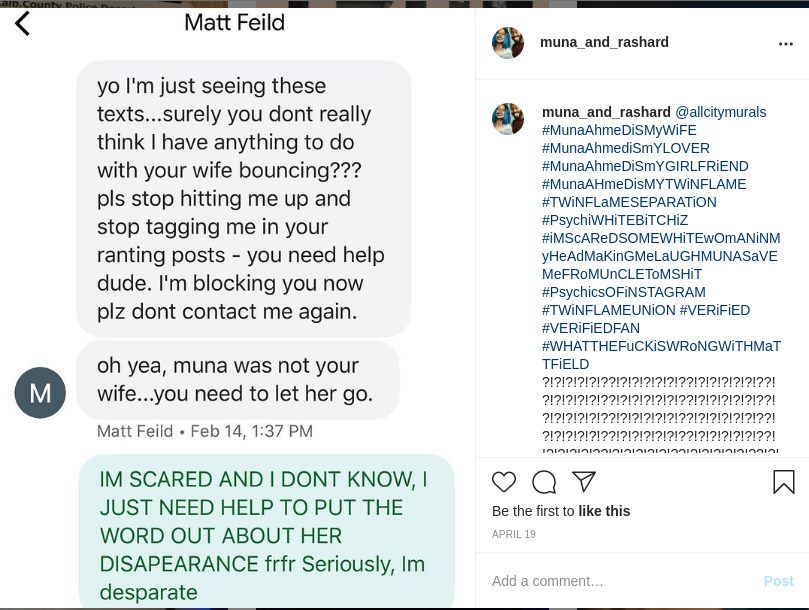 Matt Feild
yo I'm just seeing these
texts...surely you dont really
think I have anything to do
with your wife bouncing???
pls stop hitting me up and
stop tagging me in your
ranting posts - you need help
dude. I'm blocking you now
plz dont contact me again.
oh yea, muna was not your
wife...you need to let her go.
M
Matt Feild • Feb 14, 1:37 PM
IM SCARED AND I DONT KNOW, I
JUST NEED HELP TO PUT THE
WORD OUT ABOUT HER
DISAPEARANCE frfr Seriously, Im
desparate
muna_and_rashard
muna_and_rashard @allcitymurals
#MunaAhmeDiSMyWiFE
#MunaAhmediSmYLOVER
#MunaAhmeDiSmYGIRLFRiEND
#MunaAHmeDisMYTWiNFLAME
#TWiNFLaMESEPARATiON
#PsychiWHiTEBiTCHiZ
#iMScAReDSOMEWHiTEwOmANiNM
yHeAdMaKinGMeLaUGHMUNASaVE
MeFRoMUnCLEToMSHiT
#PsychicsOFiNSTAGRAM
#TWiNFLAMEUNiON #VERiFiED
#VERiFiEDFAN
#WHATTHEFuCKiSWRoNGWiTHMaT
TFiELD
?!?!?!?!?!??!?!?!?!?!?!??!?!?!?!?!??!
?!?!?!?!?!??!?!?!?!?!?!??!?!?!?!?!??!
?!?!?!?!?!??!?!?!?!?!?!??!?!?!?!?!??!
?!?!?!?!?!??!?!?!?!?!?!??!?!?!?!?!??!
Be the first to like this
APRIL 19
Add a comment…
Post